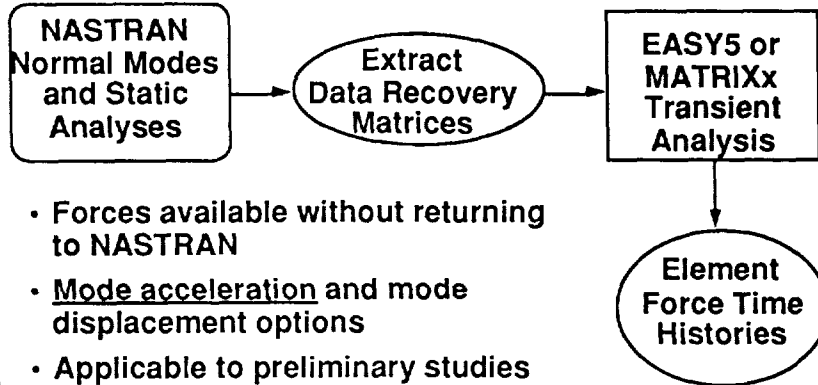 NASTRAN
Normal Modes
and Static
Analyses
Extract
Data Recovery
Matrices
EASY5 or
MATRIXx
Transient
Analysis
• Forces available without returning
to NASTRAN
• Mode acceleration and mode
displacement options
• Applicable to preliminary studies
Element
Force Time
Histories